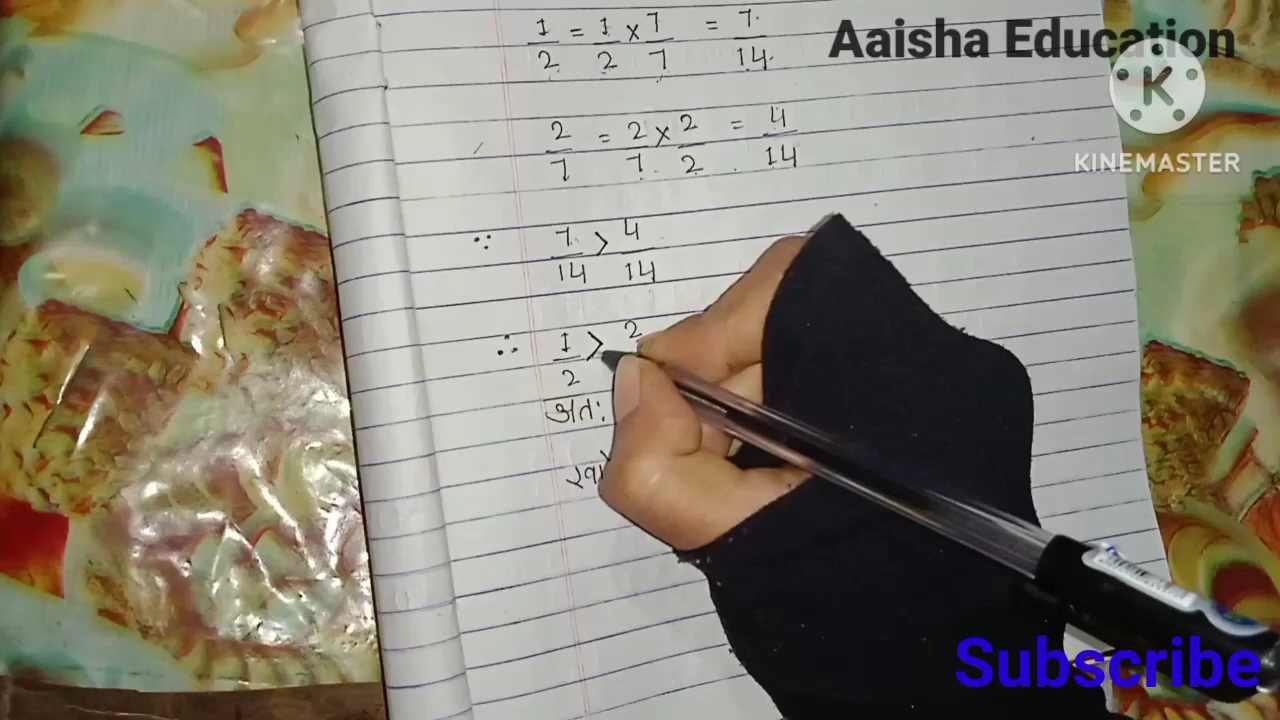 1/2 = 1/2 × 7/7 = 7/14
Aaisha Education
K
KINEMASTER
2/7 = 2/7 × 2/2 = 4/14
∵ 7/14 > 4/14
∴ 1/2 > 2
अतः
Subscribe